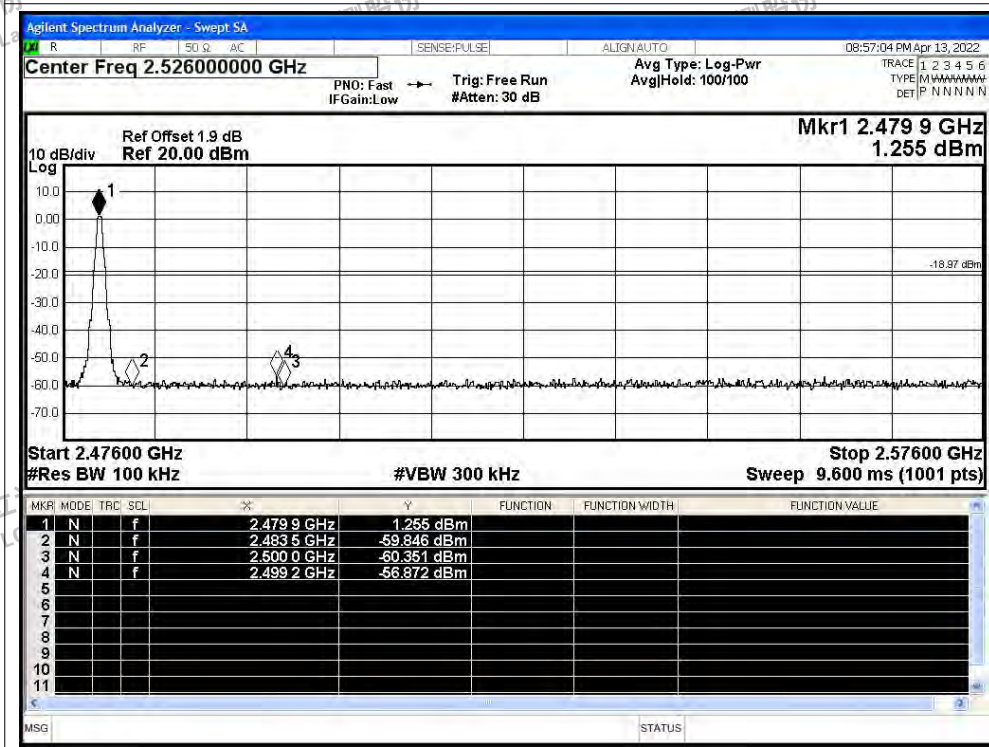 Agilent Spectrum Analyzer - Swept SA
R RF 50 Ω AC SENSE:PULSE ALIGN AUTO 08:57:04 PM Apr 13, 2022
Center Freq 2.526000000 GHz
PNO: Fast
IFGain:Low
Trig: Free Run
#Atten: 30 dB
Avg Type: Log-Pwr
Avg|Hold: 100/100
TRACE 1 2 3 4 5 6
TYPE M
DET P N N N N N
Mkr1 2.479 9 GHz
1.255 dBm
Ref Offset 1.9 dB
10 dB/div Ref 20.00 dBm
Log
10.0
0.00
-10.0
-20.0
-30.0
-40.0
-50.0
-60.0
-70.0
1
2
4
3
-18.97 dBm
Start 2.47600 GHz Stop 2.57600 GHz
#Res BW 100 kHz #VBW 300 kHz Sweep 9.600 ms (1001 pts)
MKR MODE TRC SCL X Y FUNCTION FUNCTION WIDTH FUNCTION VALUE
1 N f 2.479 9 GHz 1.255 dBm
2 N f 2.483 5 GHz -59.846 dBm
3 N f 2.500 0 GHz -60.351 dBm
4 N f 2.499 2 GHz -56.872 dBm
5
6
7
8
9
10
11
MSG STATUS